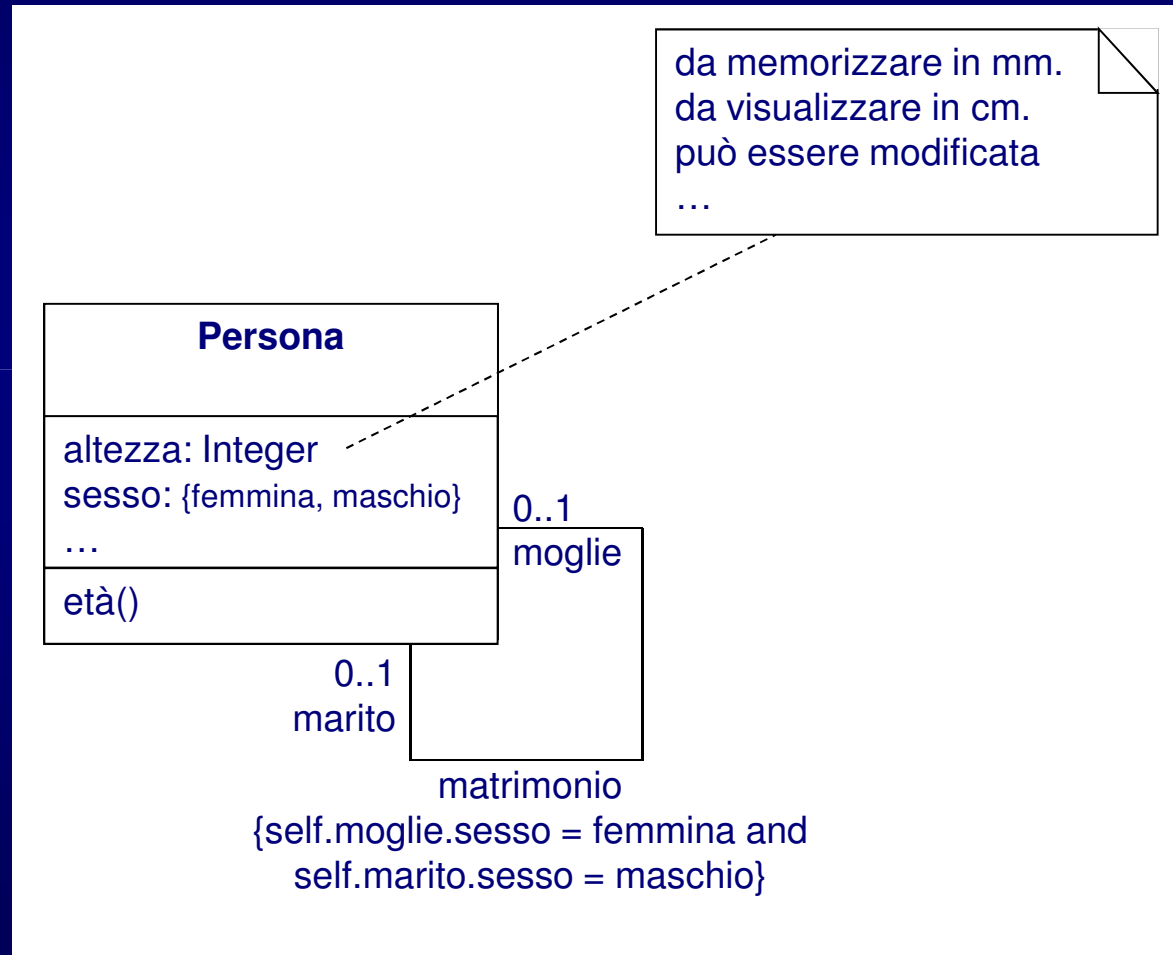 da memorizzare in mm.
da visualizzare in cm.
può essere modificata
…
Persona
altezza: Integer
sesso: {femmina, maschio}
…
età()
0..1
moglie
0..1
marito
matrimonio
{self.moglie.sesso = femmina and
self.marito.sesso = maschio}